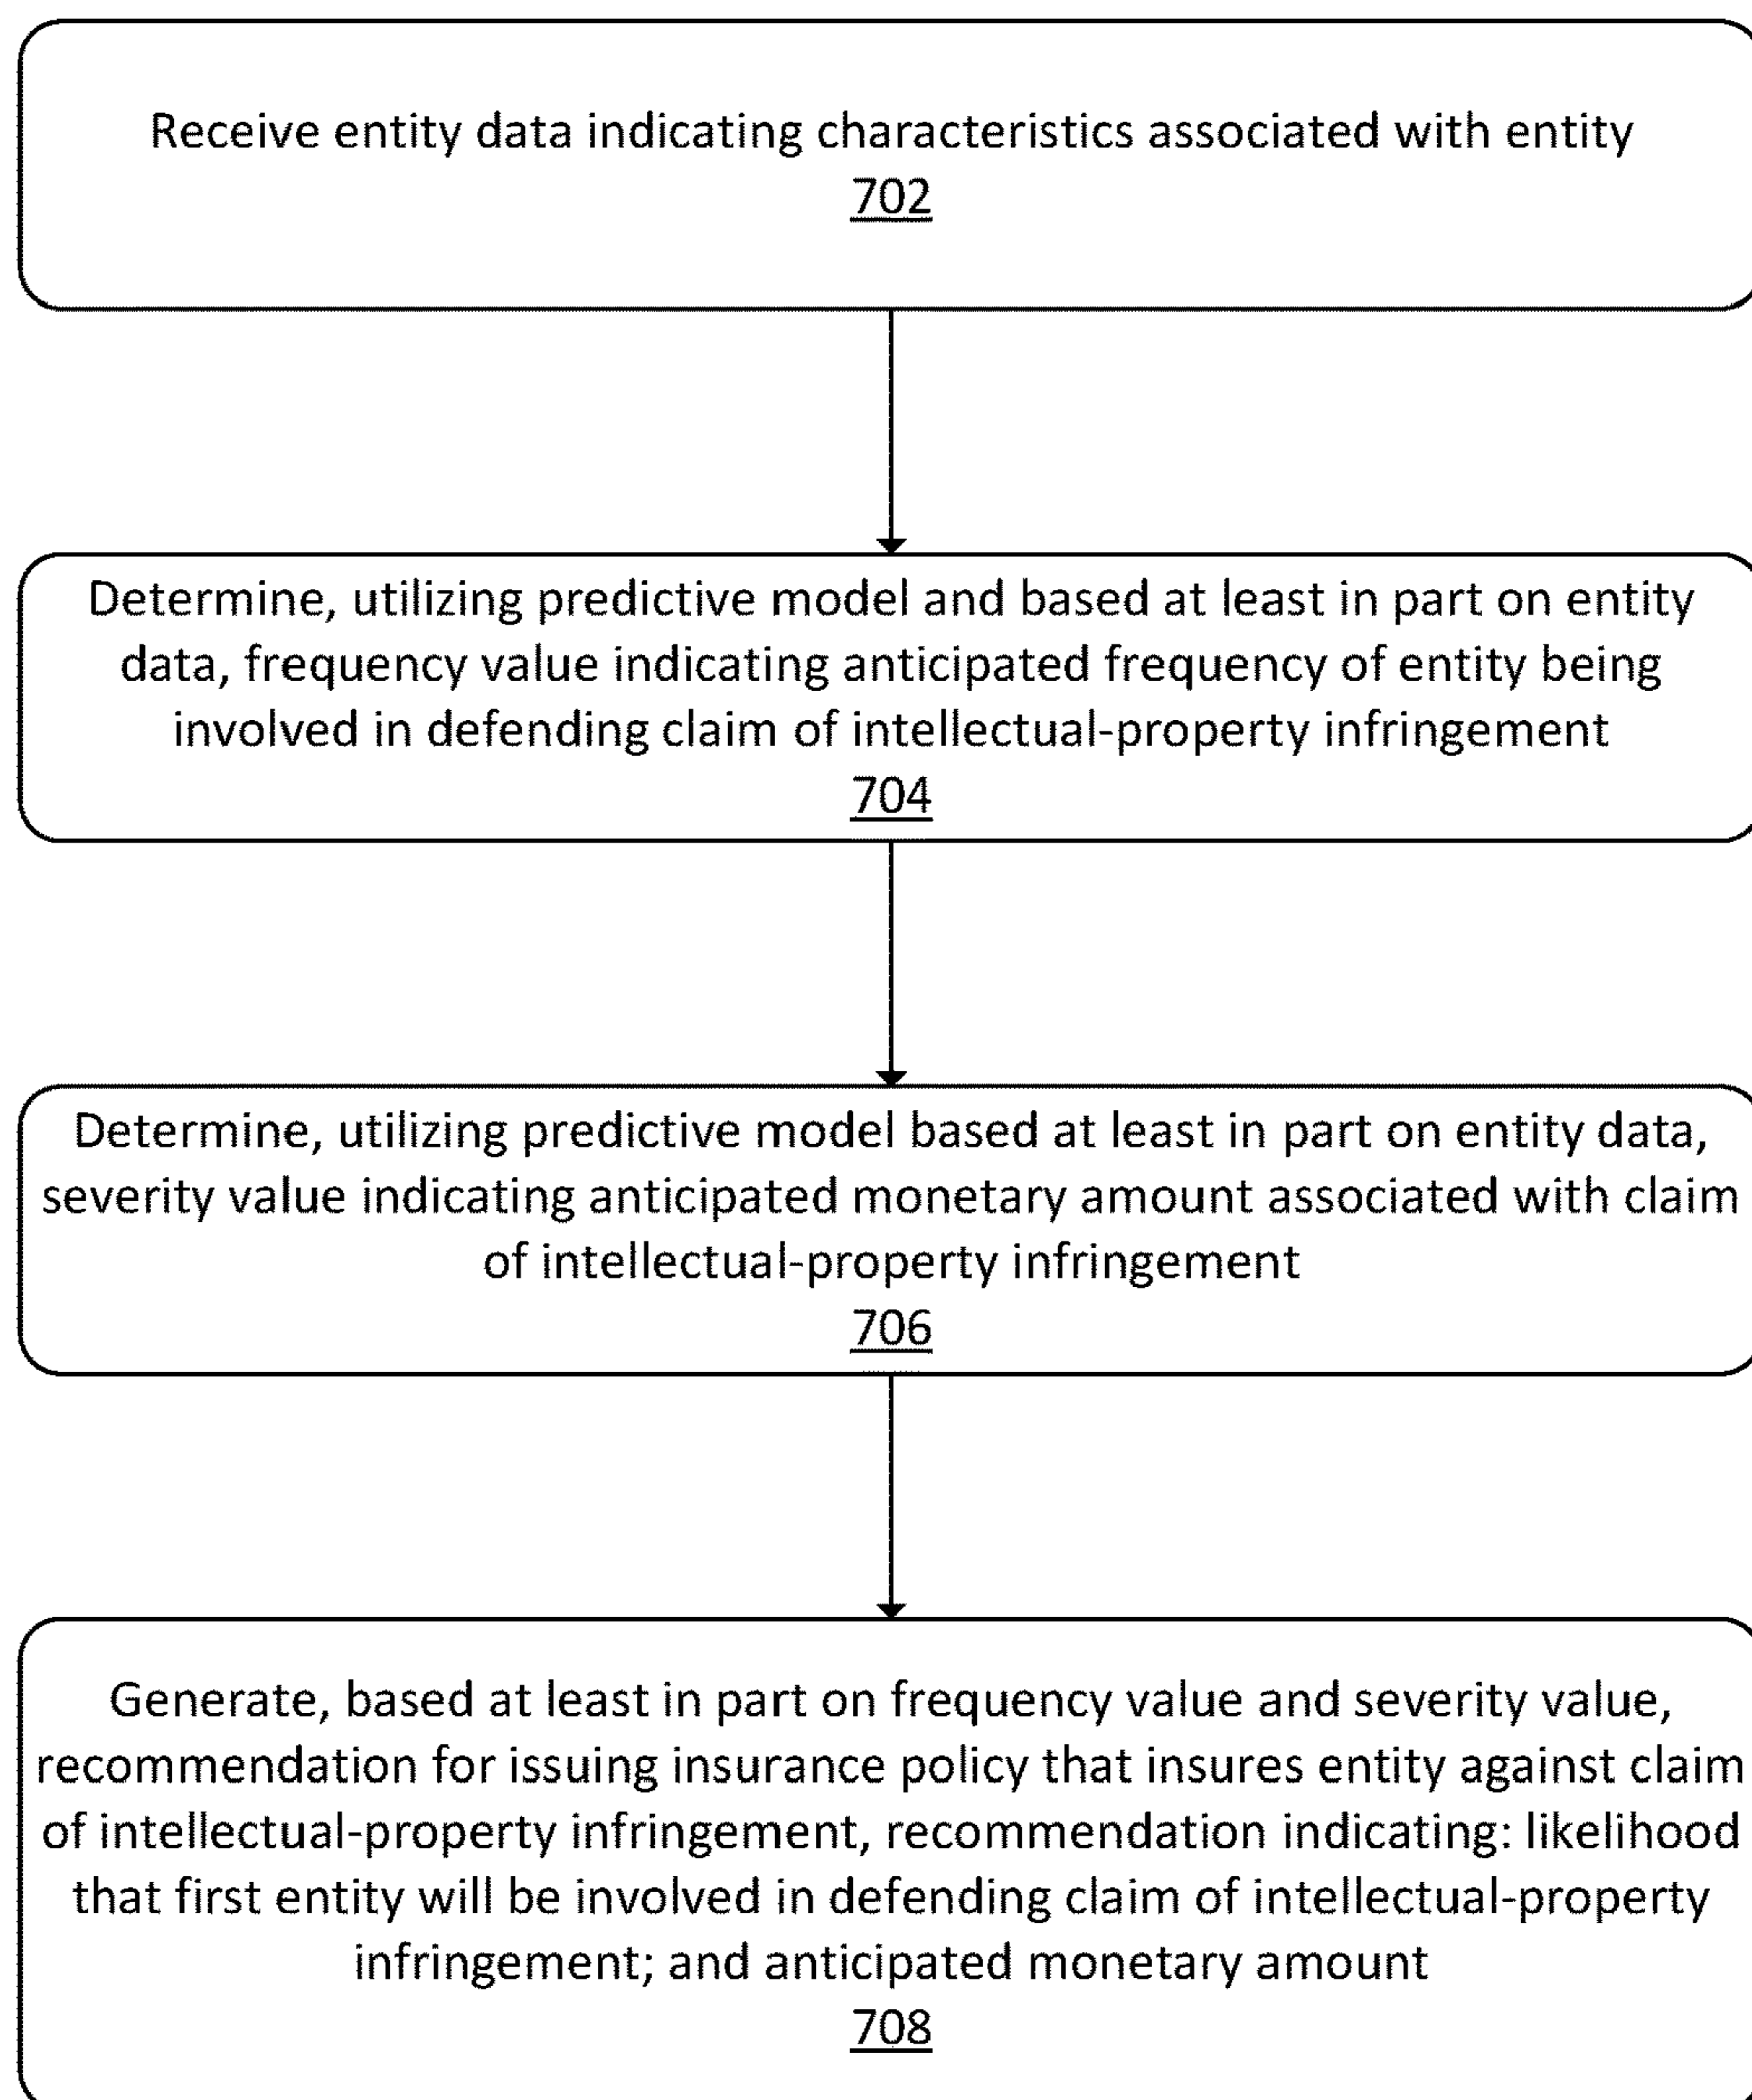 Receive entity data indicating characteristics associated with entity
702
Determine, utilizing predictive model and based at least in part on entity
data, frequency value indicating anticipated frequency of entity being
involved in defending claim of intellectual-property infringement
704
Determine, utilizing predictive model based at least in part on entity data,
severity value indicating anticipated monetary amount associated with claim
of intellectual-property infringement
706
Generate, based at least in part on frequency value and severity value,
recommendation for issuing insurance policy that insures entity against claim
of intellectual-property infringement, recommendation indicating: likelihood
that first entity will be involved in defending claim of intellectual-property
infringement; and anticipated monetary amount
708